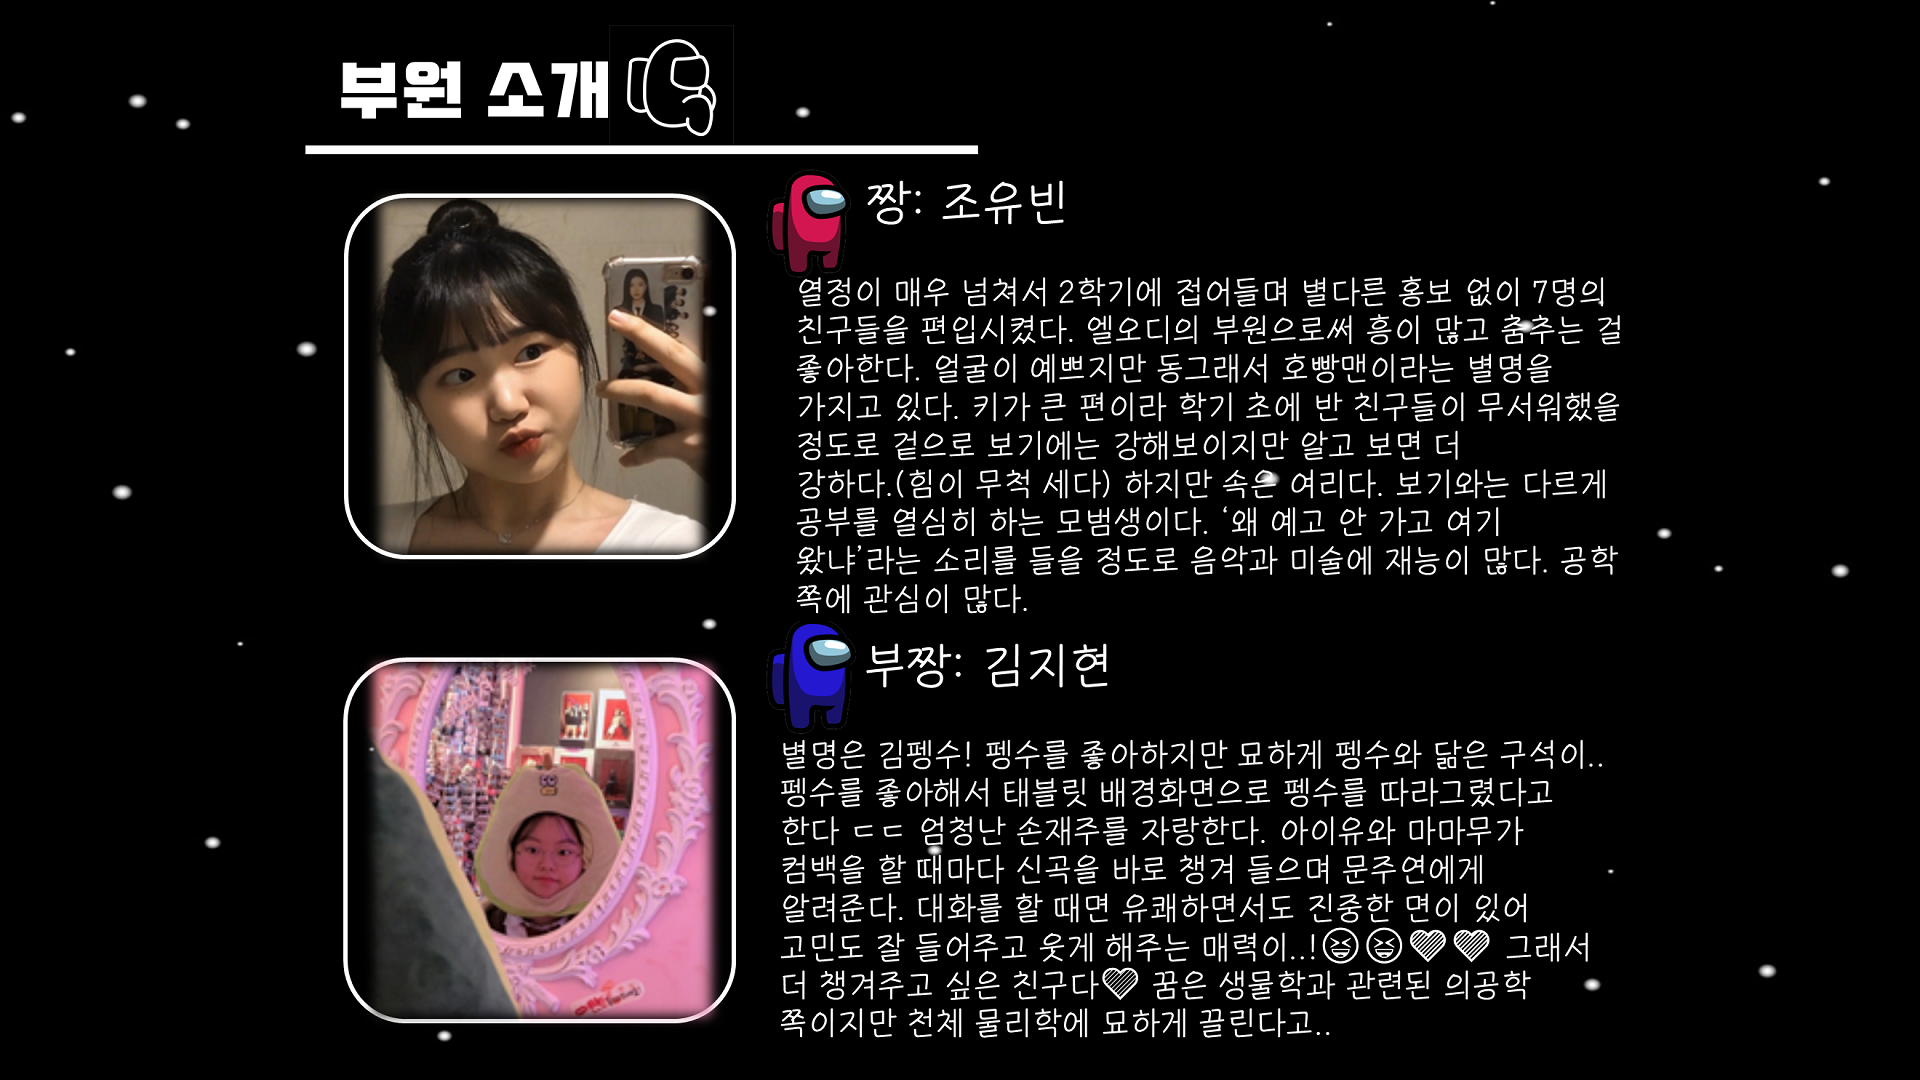 부원 소개
짱: 조유빈
열정이 매우 넘쳐서 2학기에 접어들며 별다른 홍보 없이 7명의
친구들을 편입시켰다. 엘오디의 부원으로써 흥이 많고 춤추는 걸
좋아한다. 얼굴이 예쁘지만 동그래서 호빵맨이라는 별명을
가지고 있다. 키가 큰 편이라 학기 초에 반 친구들이 무서워했을
정도로 겉으로 보기에는 강해보이지만 알고 보면 더
강하다.(힘이 무척 세다) 하지만 속은 여리다. 보기와는 다르게
공부를 열심히 하는 모범생이다. ‘왜 예고 안 가고 여기
왔냐’라는 소리를 들을 정도로 음악과 미술에 재능이 많다. 공학
쪽에 관심이 많다.
부짱: 김지현
별명은 김펭수! 펭수를 좋아하지만 묘하게 펭수와 닮은 구석이..
펭수를 좋아해서 태블릿 배경화면으로 펭수를 따라그렸다고
한다 ㄷㄷ 엄청난 손재주를 자랑한다. 아이유와 마마무가
컴백을 할 때마다 신곡을 바로 챙겨 들으며 문주연에게
알려준다. 대화를 할 때면 유쾌하면서도 진중한 면이 있어
고민도 잘 들어주고 웃게 해주는 매력이..!😆😆💜💜 그래서
더 챙겨주고 싶은 친구다💜 꿈은 생물학과 관련된 의공학
쪽이지만 천체 물리학에 묘하게 끌린다고..